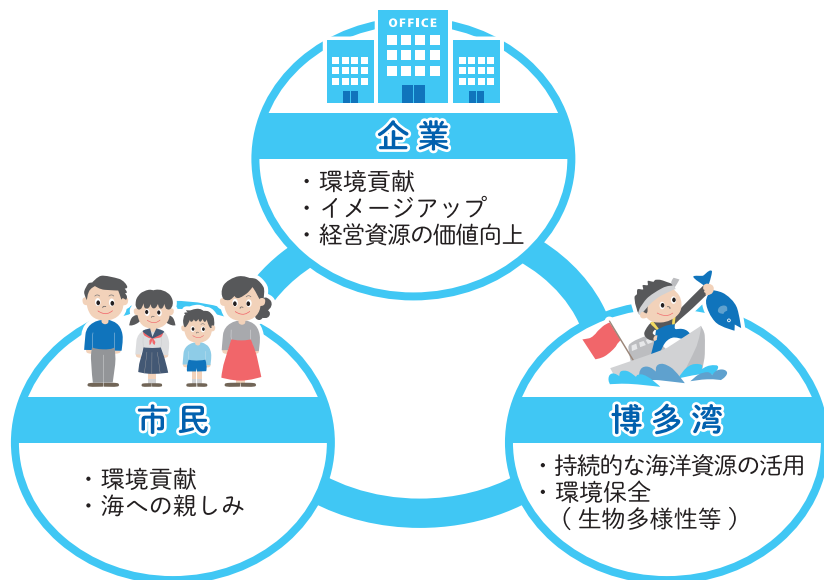 OFFICE
企業
・環境貢献
・イメージアップ
・経営資源の価値向上
市民
・環境貢献
・海への親しみ
博多湾
・持続的な海洋資源の活用
・環境保全
（生物多様性等）